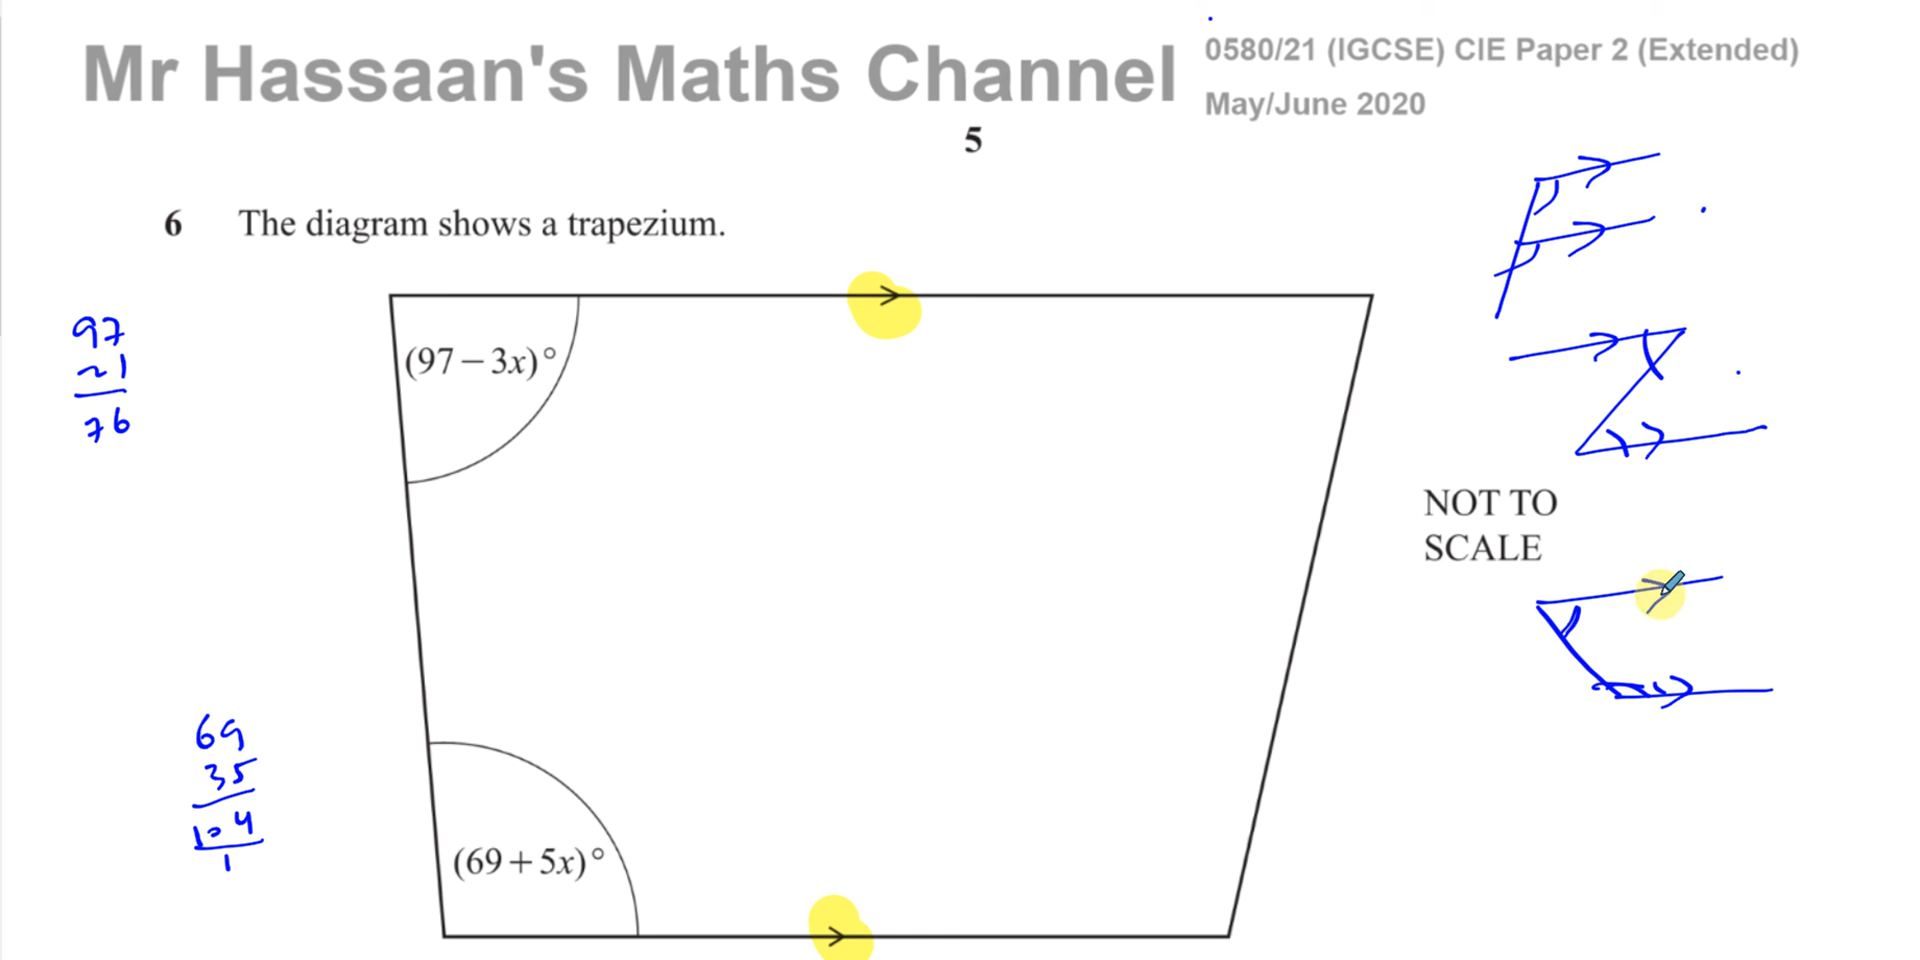 Mr Hassaan's Maths Channel
0580/21 (IGCSE) CIE Paper 2 (Extended)
May/June 2020
5
6 The diagram shows a trapezium.
(97 − 3x)°
97
21
76
NOT TO
SCALE
69
35
104
1
(69 + 5x)°